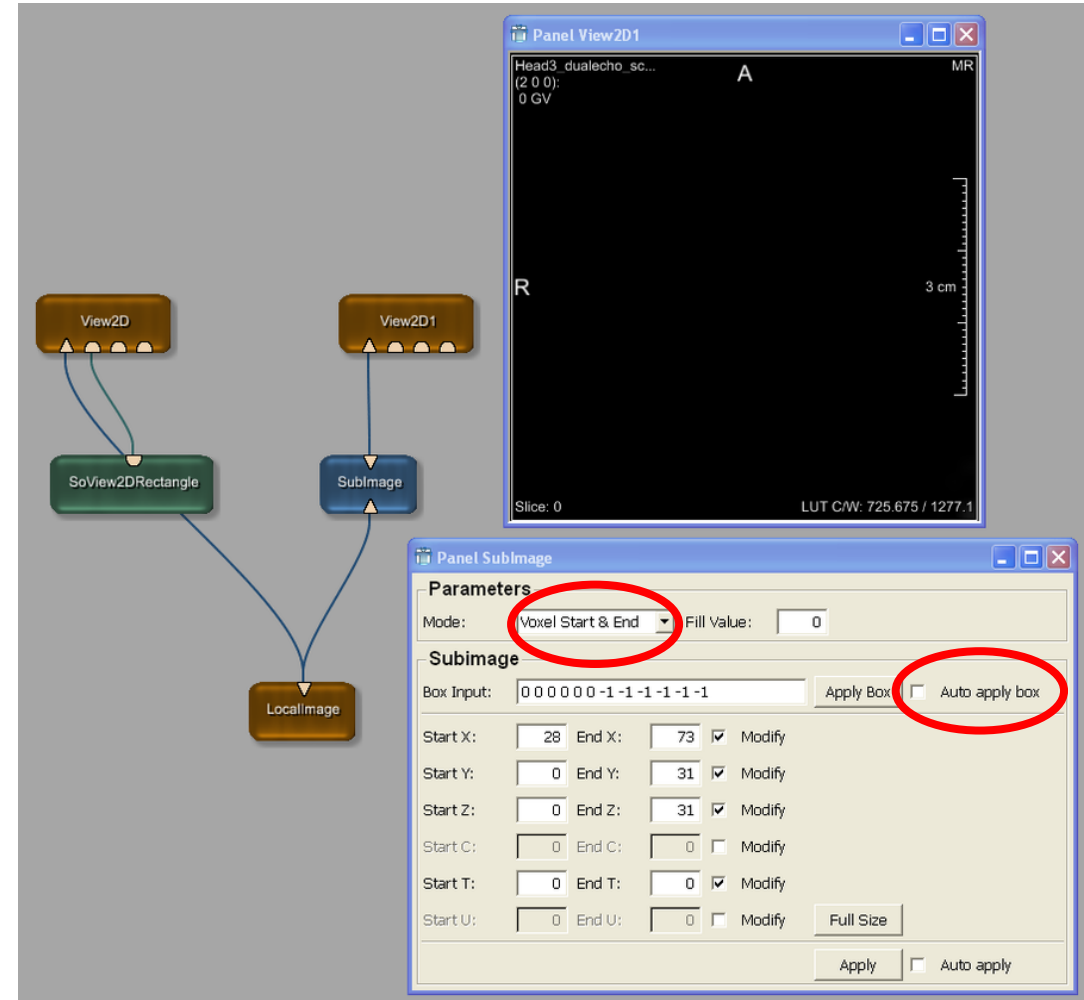 Panel View2D1
Head3_dualecho_sc... A MR
(2 0 0):
0 GV
R 3 cm
Slice: 0 LUT C/W: 725.675 / 1277.1
View2D View2D1
SoView2DRectangle SubImage
LocalImage
Panel SubImage
Parameters
Mode: Voxel Start & End Fill Value: 0
Subimage
Box Input: 0 0 0 0 0 0 -1 -1 -1 -1 -1 -1 Apply Box Auto apply box
Start X: 28 End X: 73 Modify
Start Y: 0 End Y: 31 Modify
Start Z: 0 End Z: 31 Modify
Start C: 0 End C: 0 Modify
Start T: 0 End T: 0 Modify
Start U: 0 End U: 0 Modify Full Size
Apply Auto apply